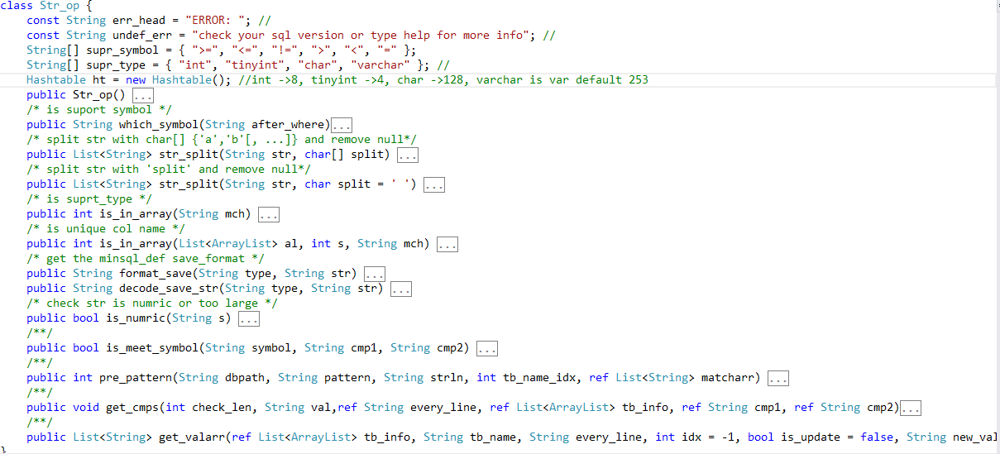 class Str_op {
    const String err_head = "ERROR: "; //
    const String undef_err = "check your sql version or type help for more info"; //
    String[] supr_symbol = { ">=", "<=", "!=", ">", "<", "=" };
    String[] supr_type = { "int", "tinyint", "char", "varchar" }; //
    Hashtable ht = new Hashtable(); //int ->8, tinyint ->4, char ->128, varchar is var default 253
    public Str_op() ...
    /* is suport symbol */
    public String which_symbol(String after_where)...
    /* split str with char[] {'a','b'[, ...]} and remove null*/
    public List<String> str_split(String str, char[] split) ...
    /* split str with 'split' and remove null*/
    public List<String> str_split(String str, char split = ' ') ...
    /* is suprt_type */
    public int is_in_array(String mch) ...
    /* is unique col name */
    public int is_in_array(List<ArrayList> al, int s, String mch) ...
    /* get the minsql_def save_format */
    public String format_save(String type, String str) ...
    public String decode_save_str(String type, String str) ...
    /* check str is numric or too large */
    public bool is_numric(String s) ...
    /**/
    public bool is_meet_symbol(String symbol, String cmp1, String cmp2) ...
    /**/
    public int pre_pattern(String dbpath, String pattern, String strln, int tb_name_idx, ref List<String> matcharr) ...
    /**/
    public void get_cmps(int check_len, String val,ref String every_line, ref List<ArrayList> tb_info, ref String cmp1, ref String cmp2)...
    /**/
    public List<String> get_valarr(ref List<ArrayList> tb_info, String tb_name, String every_line, int idx = -1, bool is_update = false, String new_val
}